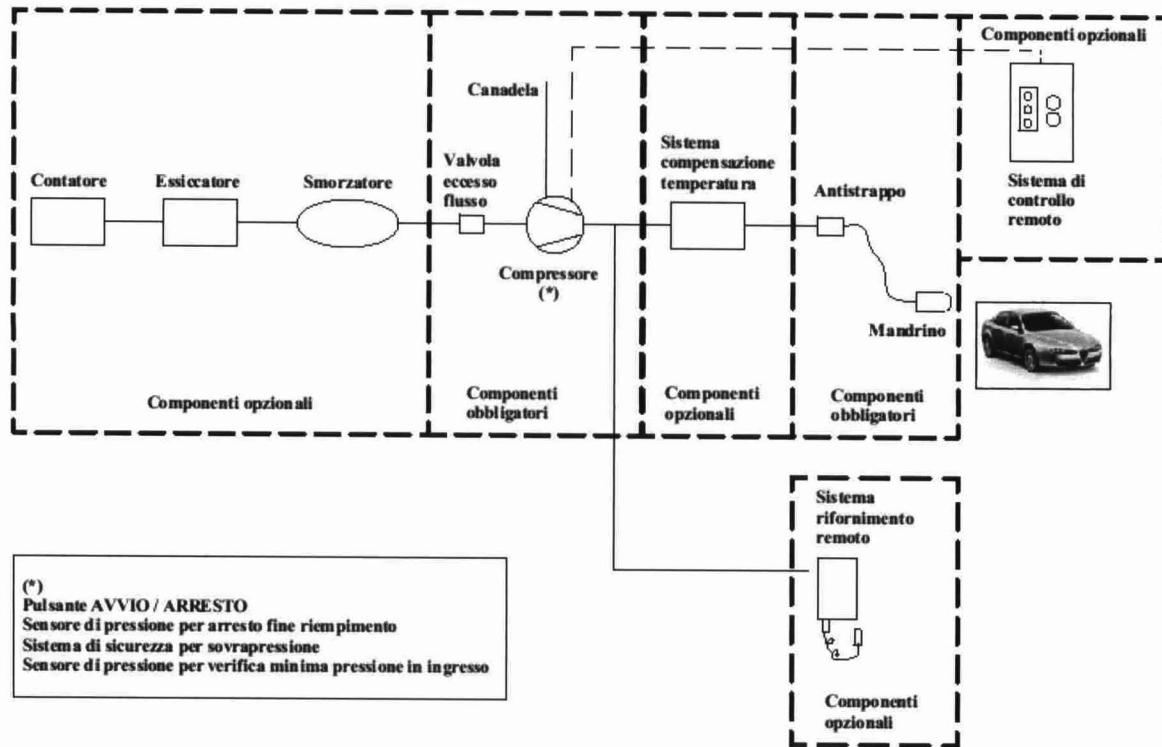 Componenti opzionali
Canadela
Sistema
compensazione
temperatura
Valvola
eccesso
flusso
Contatore
Essiccatore
Smorzatore
Antistrappo
Sistema di
controllo
remoto
Compressore
(*)
Mandrino
Componenti opzionali
Componenti
obbligatori
Componenti
opzionali
Componenti
obbligatori
Sistema
rifornimento
remoto
(*)
Pulsante AVVIO / ARRESTO
Sensore di pressione per arresto fine riempimento
Sistema di sicurezza per sovrapressione
Sensore di pressione per verifica minima pressione in ingresso
Componenti
opzionali